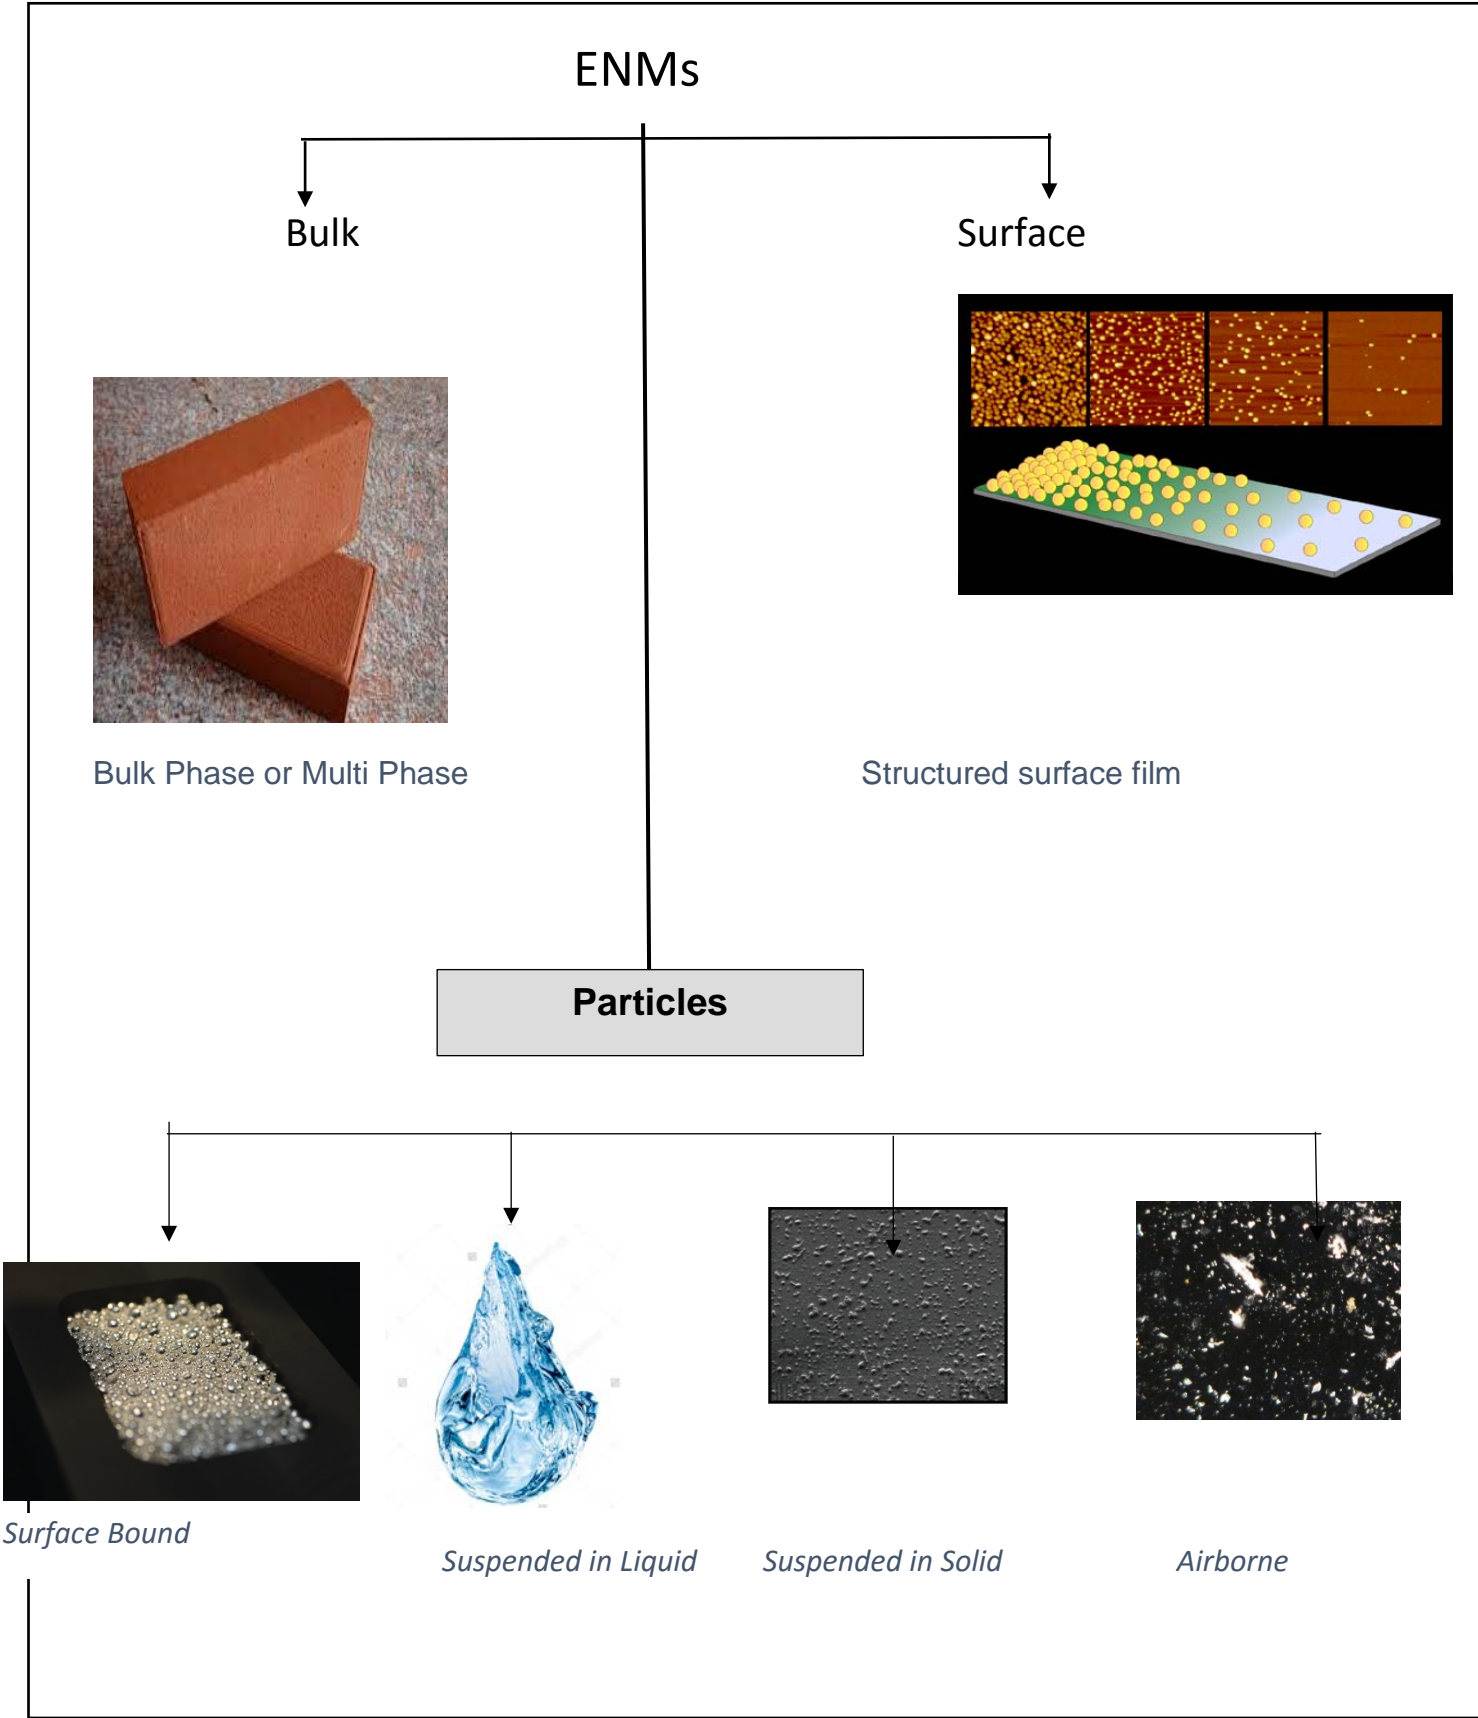 ENMs
Bulk
Surface
Bulk Phase or Multi Phase
Structured surface film
Particles
Surface Bound
Suspended in Liquid
Suspended in Solid
Airborne